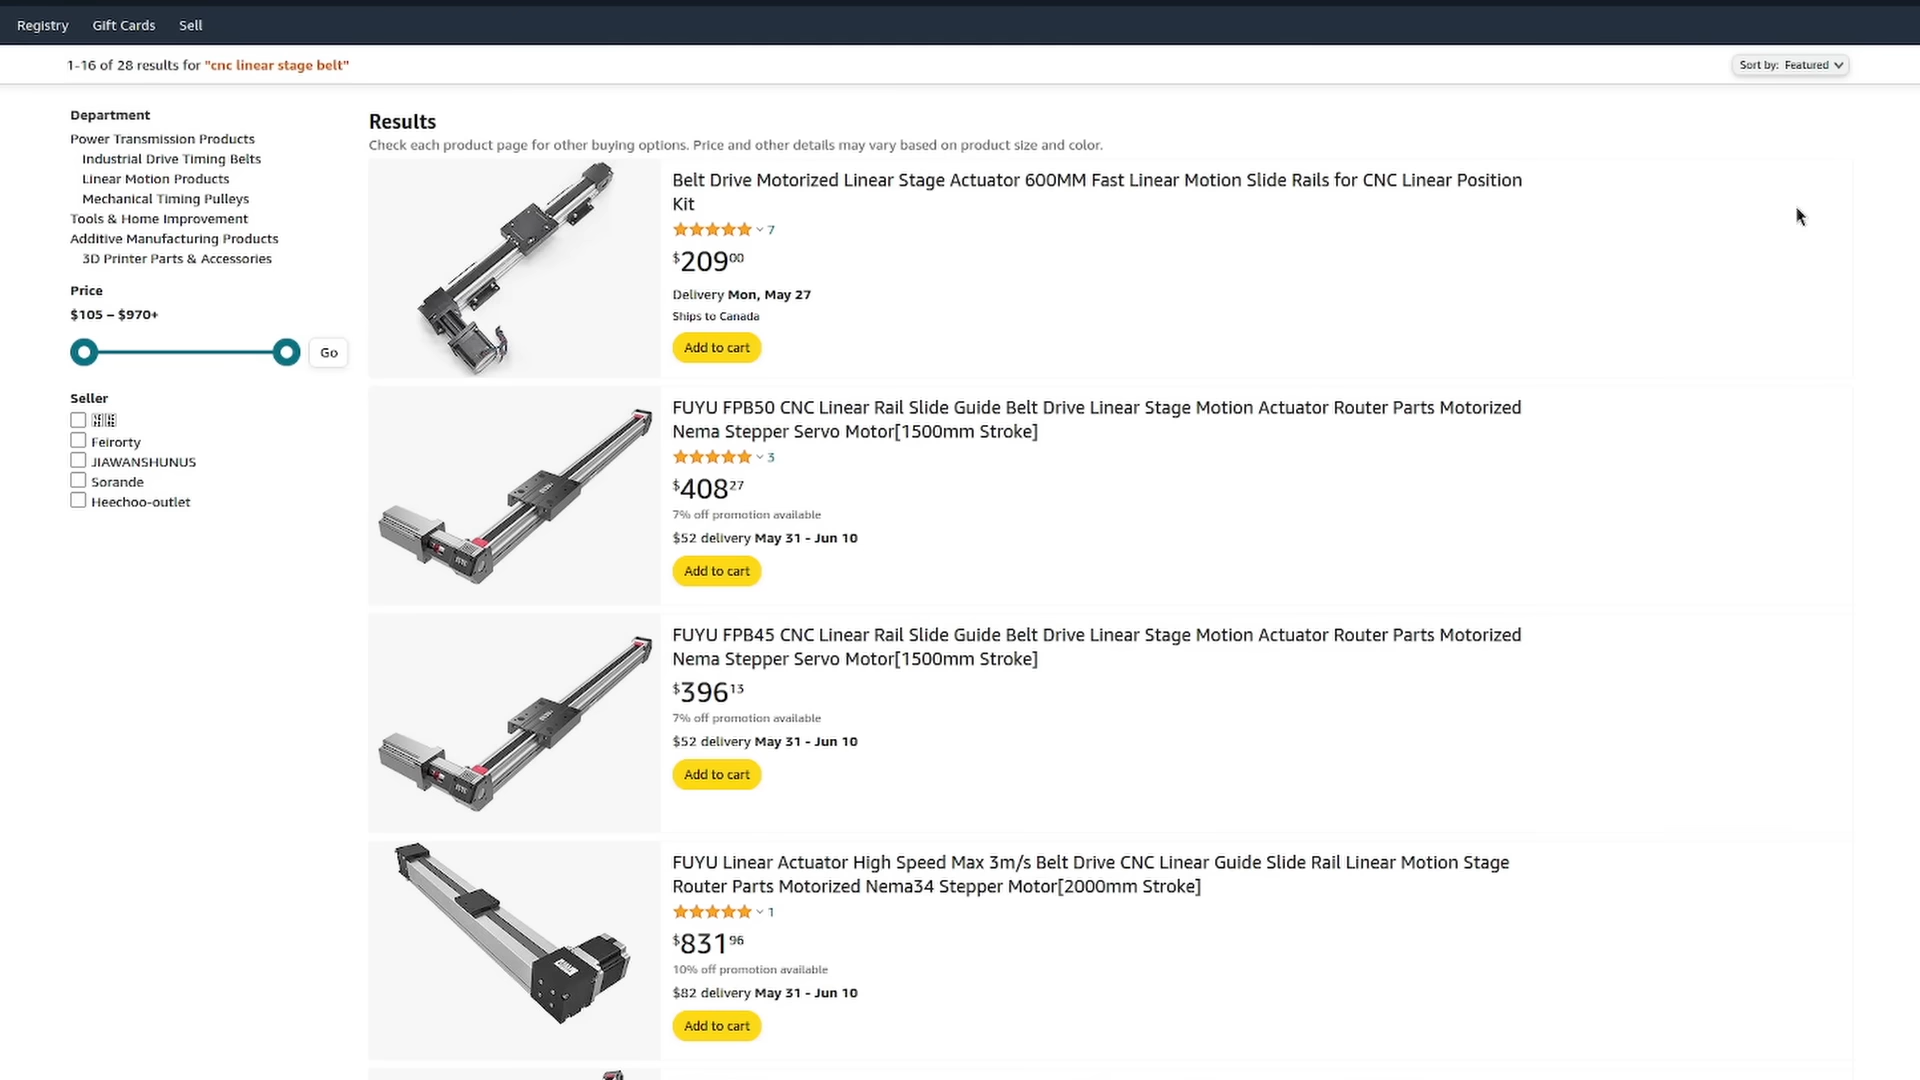 Registry Gift Cards Sell
1-16 of 28 results for "cnc linear stage belt"
Sort by: Featured
Department
Power Transmission Products
Industrial Drive Timing Belts
Linear Motion Products
Mechanical Timing Pulleys
Tools & Home Improvement
Additive Manufacturing Products
3D Printer Parts & Accessories
Price
$105 – $970+
Go
Seller
Feirorty
JIAWANSHUNUS
Sorande
Heechoo-outlet
Results
Check each product page for other buying options. Price and other details may vary based on product size and color.
Belt Drive Motorized Linear Stage Actuator 600MM Fast Linear Motion Slide Rails for CNC Linear Position
Kit
7
$20900
Delivery Mon, May 27
Ships to Canada
Add to cart
FUYU FPB50 CNC Linear Rail Slide Guide Belt Drive Linear Stage Motion Actuator Router Parts Motorized
Nema Stepper Servo Motor[1500mm Stroke]
3
$40827
7% off promotion available
$52 delivery May 31 - Jun 10
Add to cart
FUYU FPB45 CNC Linear Rail Slide Guide Belt Drive Linear Stage Motion Actuator Router Parts Motorized
Nema Stepper Servo Motor[1500mm Stroke]
$39613
7% off promotion available
$52 delivery May 31 - Jun 10
Add to cart
FUYU Linear Actuator High Speed Max 3m/s Belt Drive CNC Linear Guide Slide Rail Linear Motion Stage
Router Parts Motorized Nema34 Stepper Motor[2000mm Stroke]
1
$83196
10% off promotion available
$82 delivery May 31 - Jun 10
Add to cart